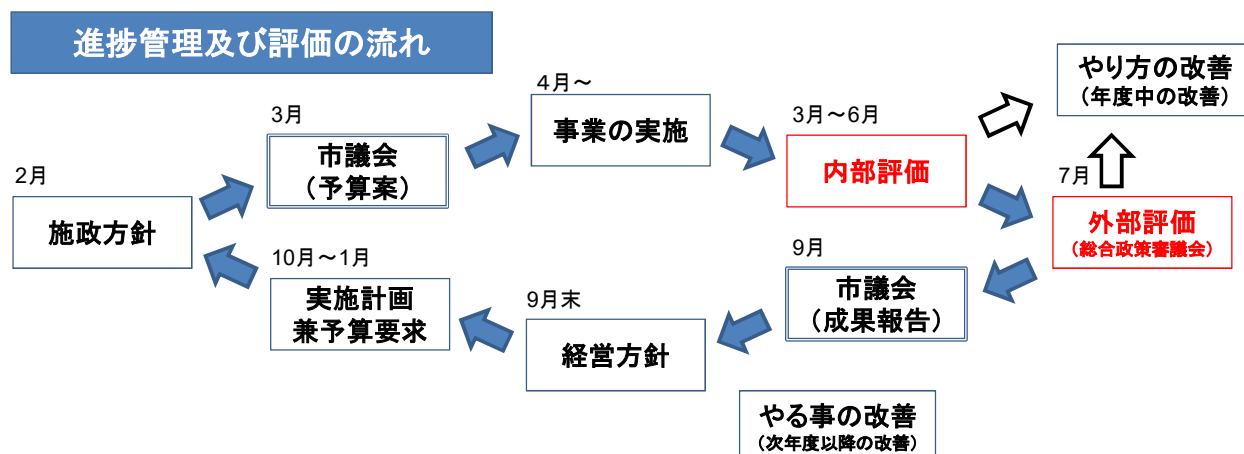 進捗管理及び評価の流れ
2月
施政方針
3月
市議会
（予算案）
4月～
事業の実施
3月～6月
内部評価
やり方の改善
（年度中の改善）
7月
外部評価
（総合政策審議会）
9月
市議会
（成果報告）
9月末
経営方針
10月～1月
実施計画
兼予算要求
やる事の改善
（次年度以降の改善）